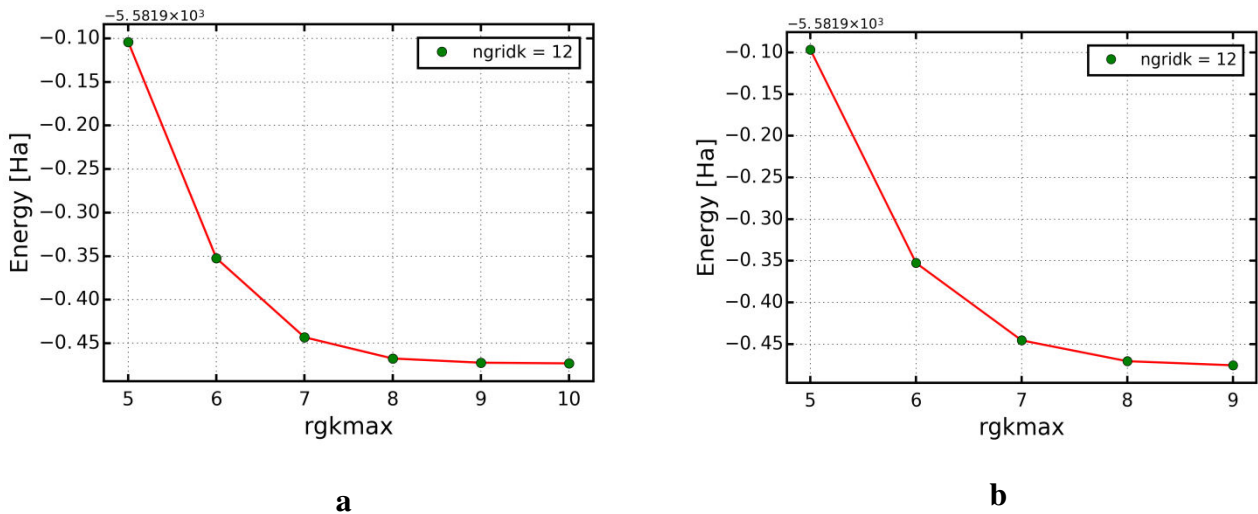 −5.5819×10³
ngridk = 12
−0.10
−0.15
−0.20
−0.25
−0.30
−0.35
−0.40
−0.45
Energy [Ha]
5 6 7 8 9 10
rgkmax
a
−5.5819×10³
ngridk = 12
−0.10
−0.15
−0.20
−0.25
−0.30
−0.35
−0.40
−0.45
Energy [Ha]
5 6 7 8 9
rgkmax
b